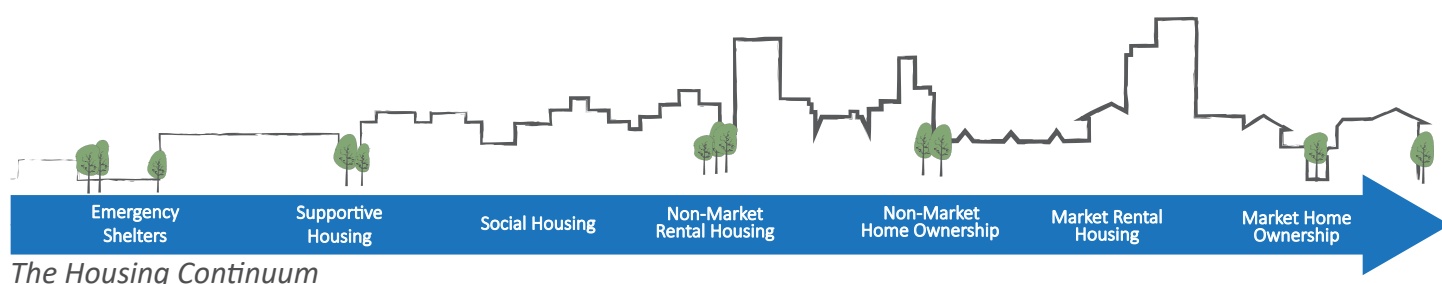 Emergency
Shelters
Supportive
Housing
Social Housing
Non-Market
Rental Housing
Non-Market
Home Ownership
Market Rental
Housing
Market Home
Ownership
The Housing Continuum